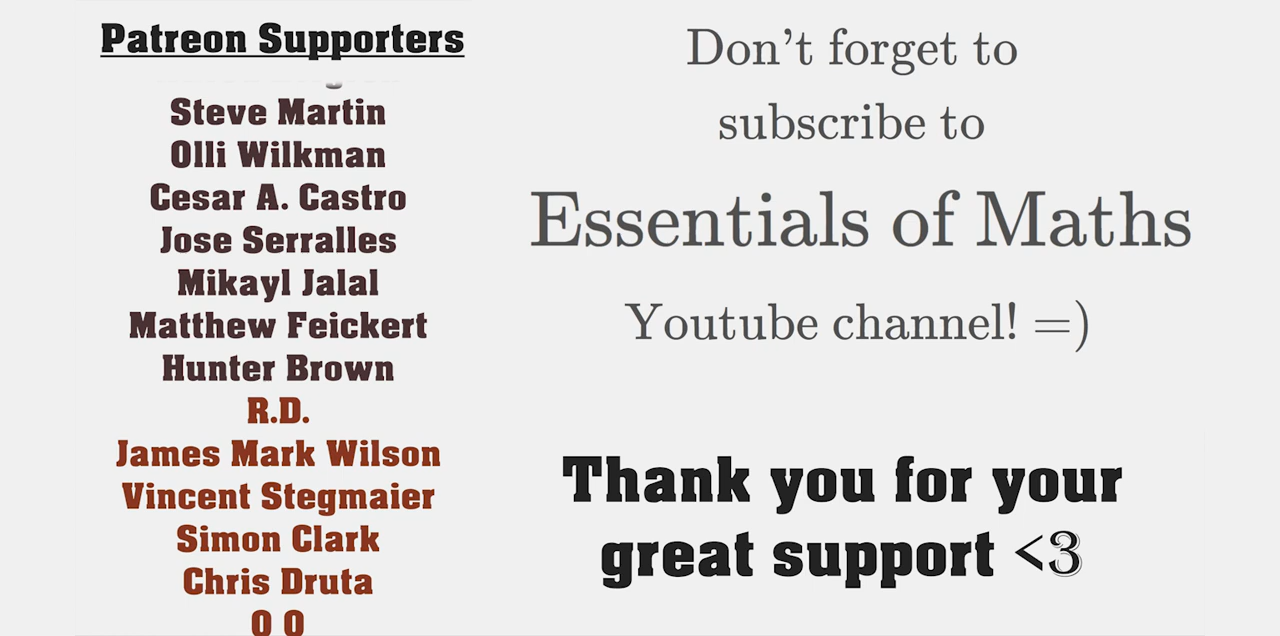 Patreon Supporters
Steve Martin
Olli Wilkman
Cesar A. Castro
Jose Serralles
Mikayl Jalal
Matthew Feickert
Hunter Brown
R.D.
James Mark Wilson
Vincent Stegmaier
Simon Clark
Chris Druta
O O
Don't forget to
subscribe to
Essentials of Maths
Youtube channel! =)
Thank you for your
great support <3